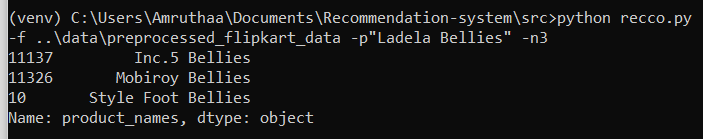 (venv) C:\Users\Amruthaa\Documents\Recommendation-system\src>python recco.py
-f ..\data\preprocessed_flipkart_data -p"Ladela Bellies" -n3
11137 Inc.5 Bellies
11326 Mobiroy Bellies
10 Style Foot Bellies
Name: product_names, dtype: object